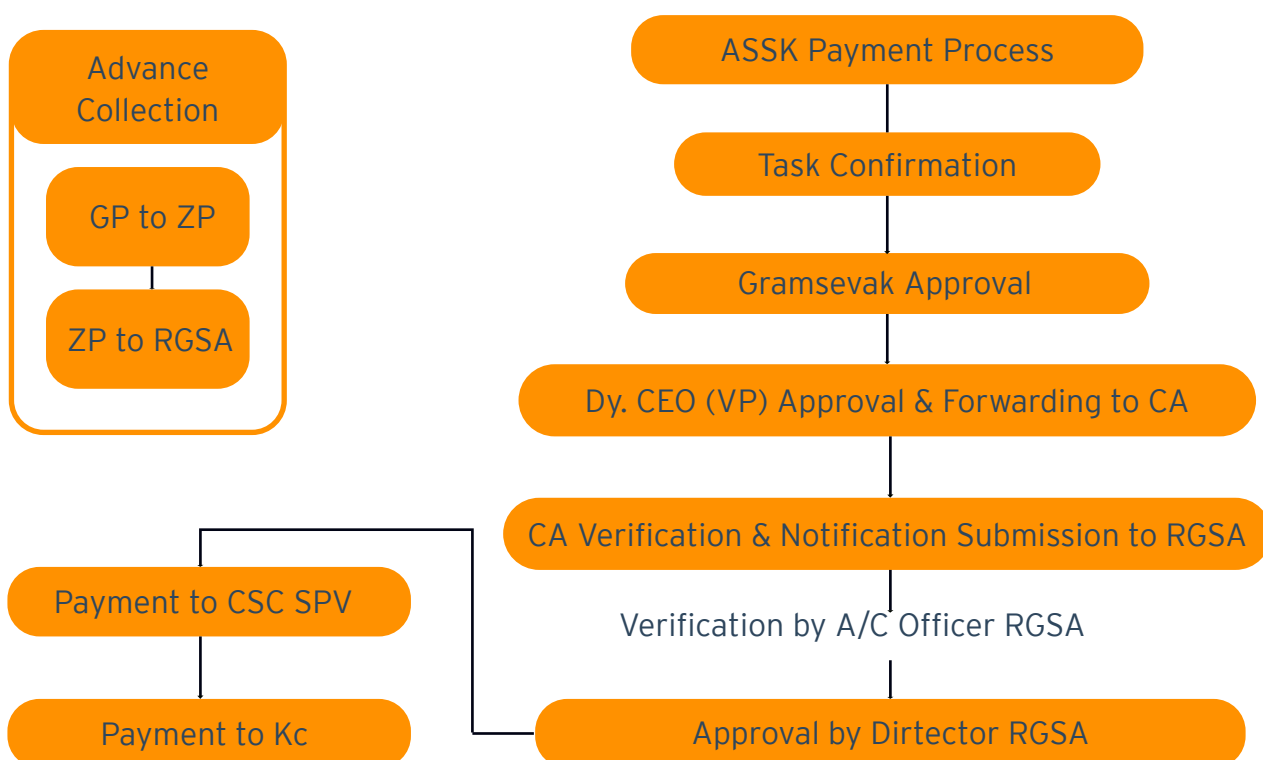 Advance
Collection
GP to ZP
ZP to RGSA
ASSK Payment Process
Task Confirmation
Gramsevak Approval
Dy. CEO (VP) Approval & Forwarding to CA
CA Verification & Notification Submission to RGSA
Verification by A/C Officer RGSA
Approval by Dirtector RGSA
Payment to CSC SPV
Payment to Kc